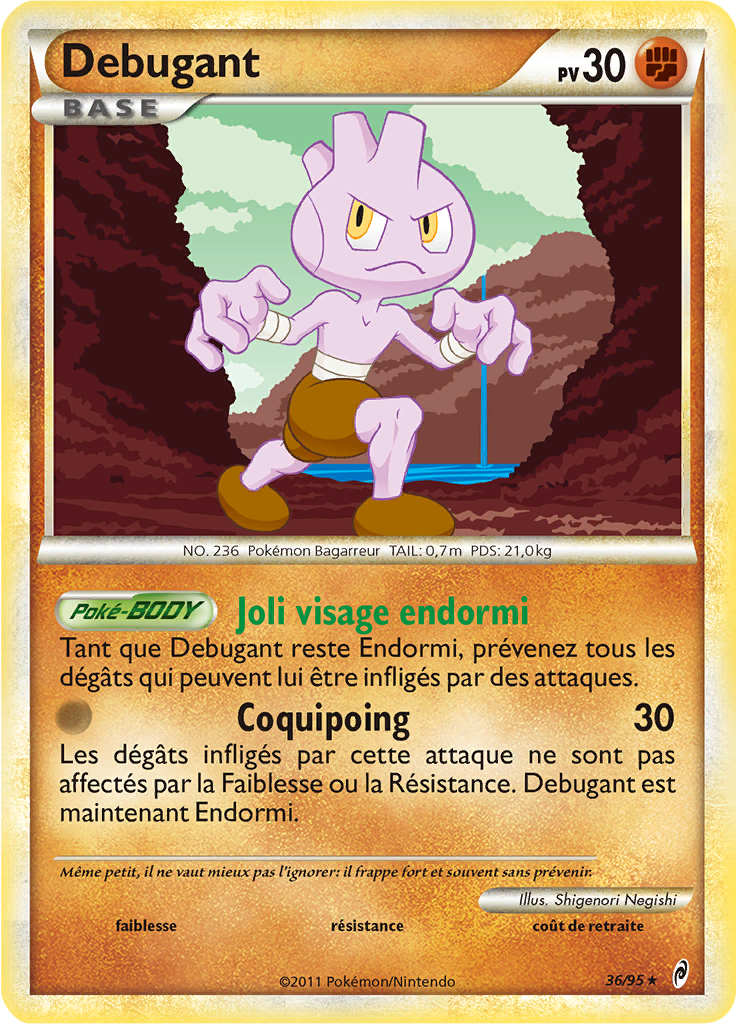 Debugant
PV 30
BASE
NO. 236 Pokémon Bagarreur TAIL: 0,7m PDS: 21,0kg
Poké-BODY Joli visage endormi
Tant que Debugant reste Endormi, prévenez tous les
dégâts qui peuvent lui être infligés par des attaques.
Coquipoing 30
Les dégâts infligés par cette attaque ne sont pas
affectés par la Faiblesse ou la Résistance. Debugant est
maintenant Endormi.
Même petit, il ne vaut mieux pas l'ignorer: il frappe fort et souvent sans prévenir.
Illus. Shigenori Negishi
faiblesse résistance coût de retraite
©2011 Pokémon/Nintendo
36/95 ★